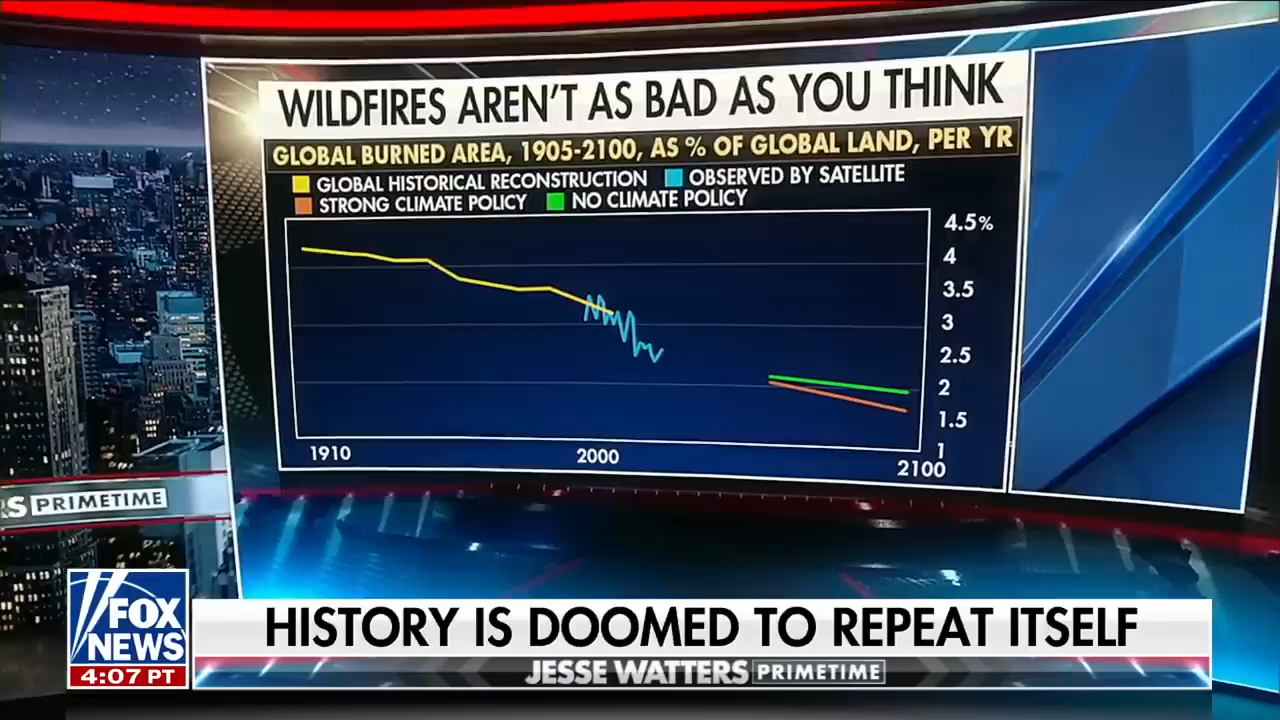 WILDFIRES AREN'T AS BAD AS YOU THINK
GLOBAL BURNED AREA, 1905-2100, AS % OF GLOBAL LAND, PER YR
GLOBAL HISTORICAL RECONSTRUCTION OBSERVED BY SATELLITE
STRONG CLIMATE POLICY NO CLIMATE POLICY
4.5%
4
3.5
3
2.5
2
1.5
1
1910 2000 2100
RS PRIMETIME
FOX
NEWS
4:07 PT
HISTORY IS DOOMED TO REPEAT ITSELF
JESSE WATTERS PRIMETIME